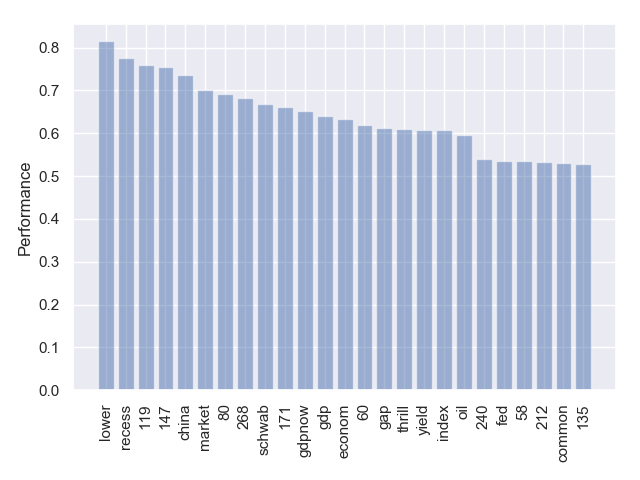 0.8
0.7
0.6
0.5
0.4
0.3
0.2
0.1
0.0
Performance
lower
recess
119
147
china
market
80
268
schwab
171
gdpnow
gdp
econom
60
gap
thrill
yield
index
oil
240
fed
58
212
common
135